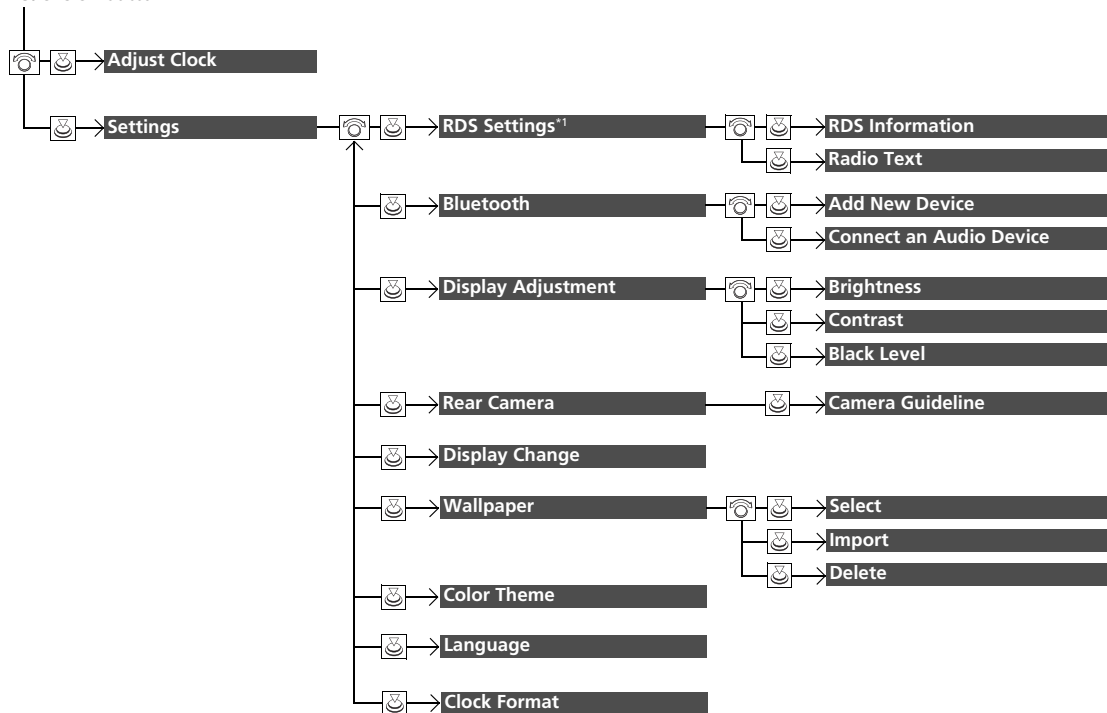 Adjust Clock
Settings
RDS Settings*1
RDS Information
Radio Text
Bluetooth
Add New Device
Connect an Audio Device
Display Adjustment
Brightness
Contrast
Black Level
Rear Camera
Camera Guideline
Display Change
Wallpaper
Select
Import
Delete
Color Theme
Language
Clock Format